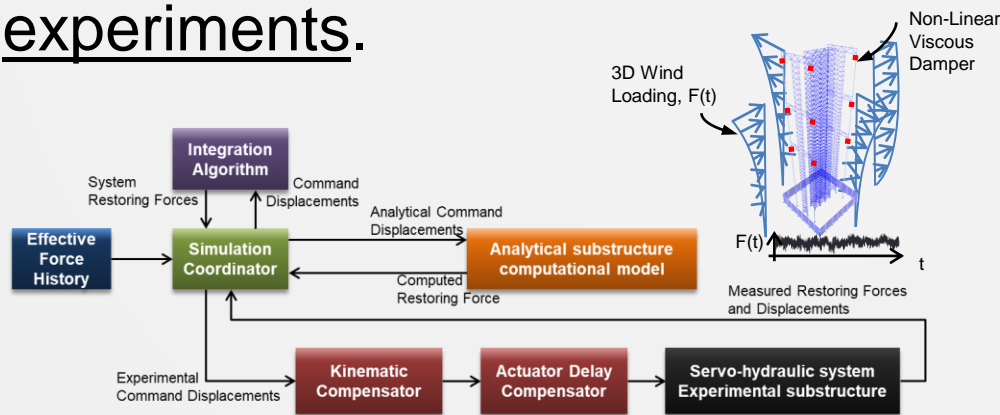 experiments.
Non-Linear
Viscous
Damper
3D Wind
Loading, F(t)
Integration
Algorithm
System
Restoring Forces
Command
Displacements
Analytical Command
Displacements
Effective
Force
History
Simulation
Coordinator
Analytical substructure
computational model
F(t)
t
Computed
Restoring Force
Measured Restoring Forces
and Displacements
Experimental
Command Displacements
Kinematic
Compensator
Actuator Delay
Compensator
Servo-hydraulic system
Experimental substructure